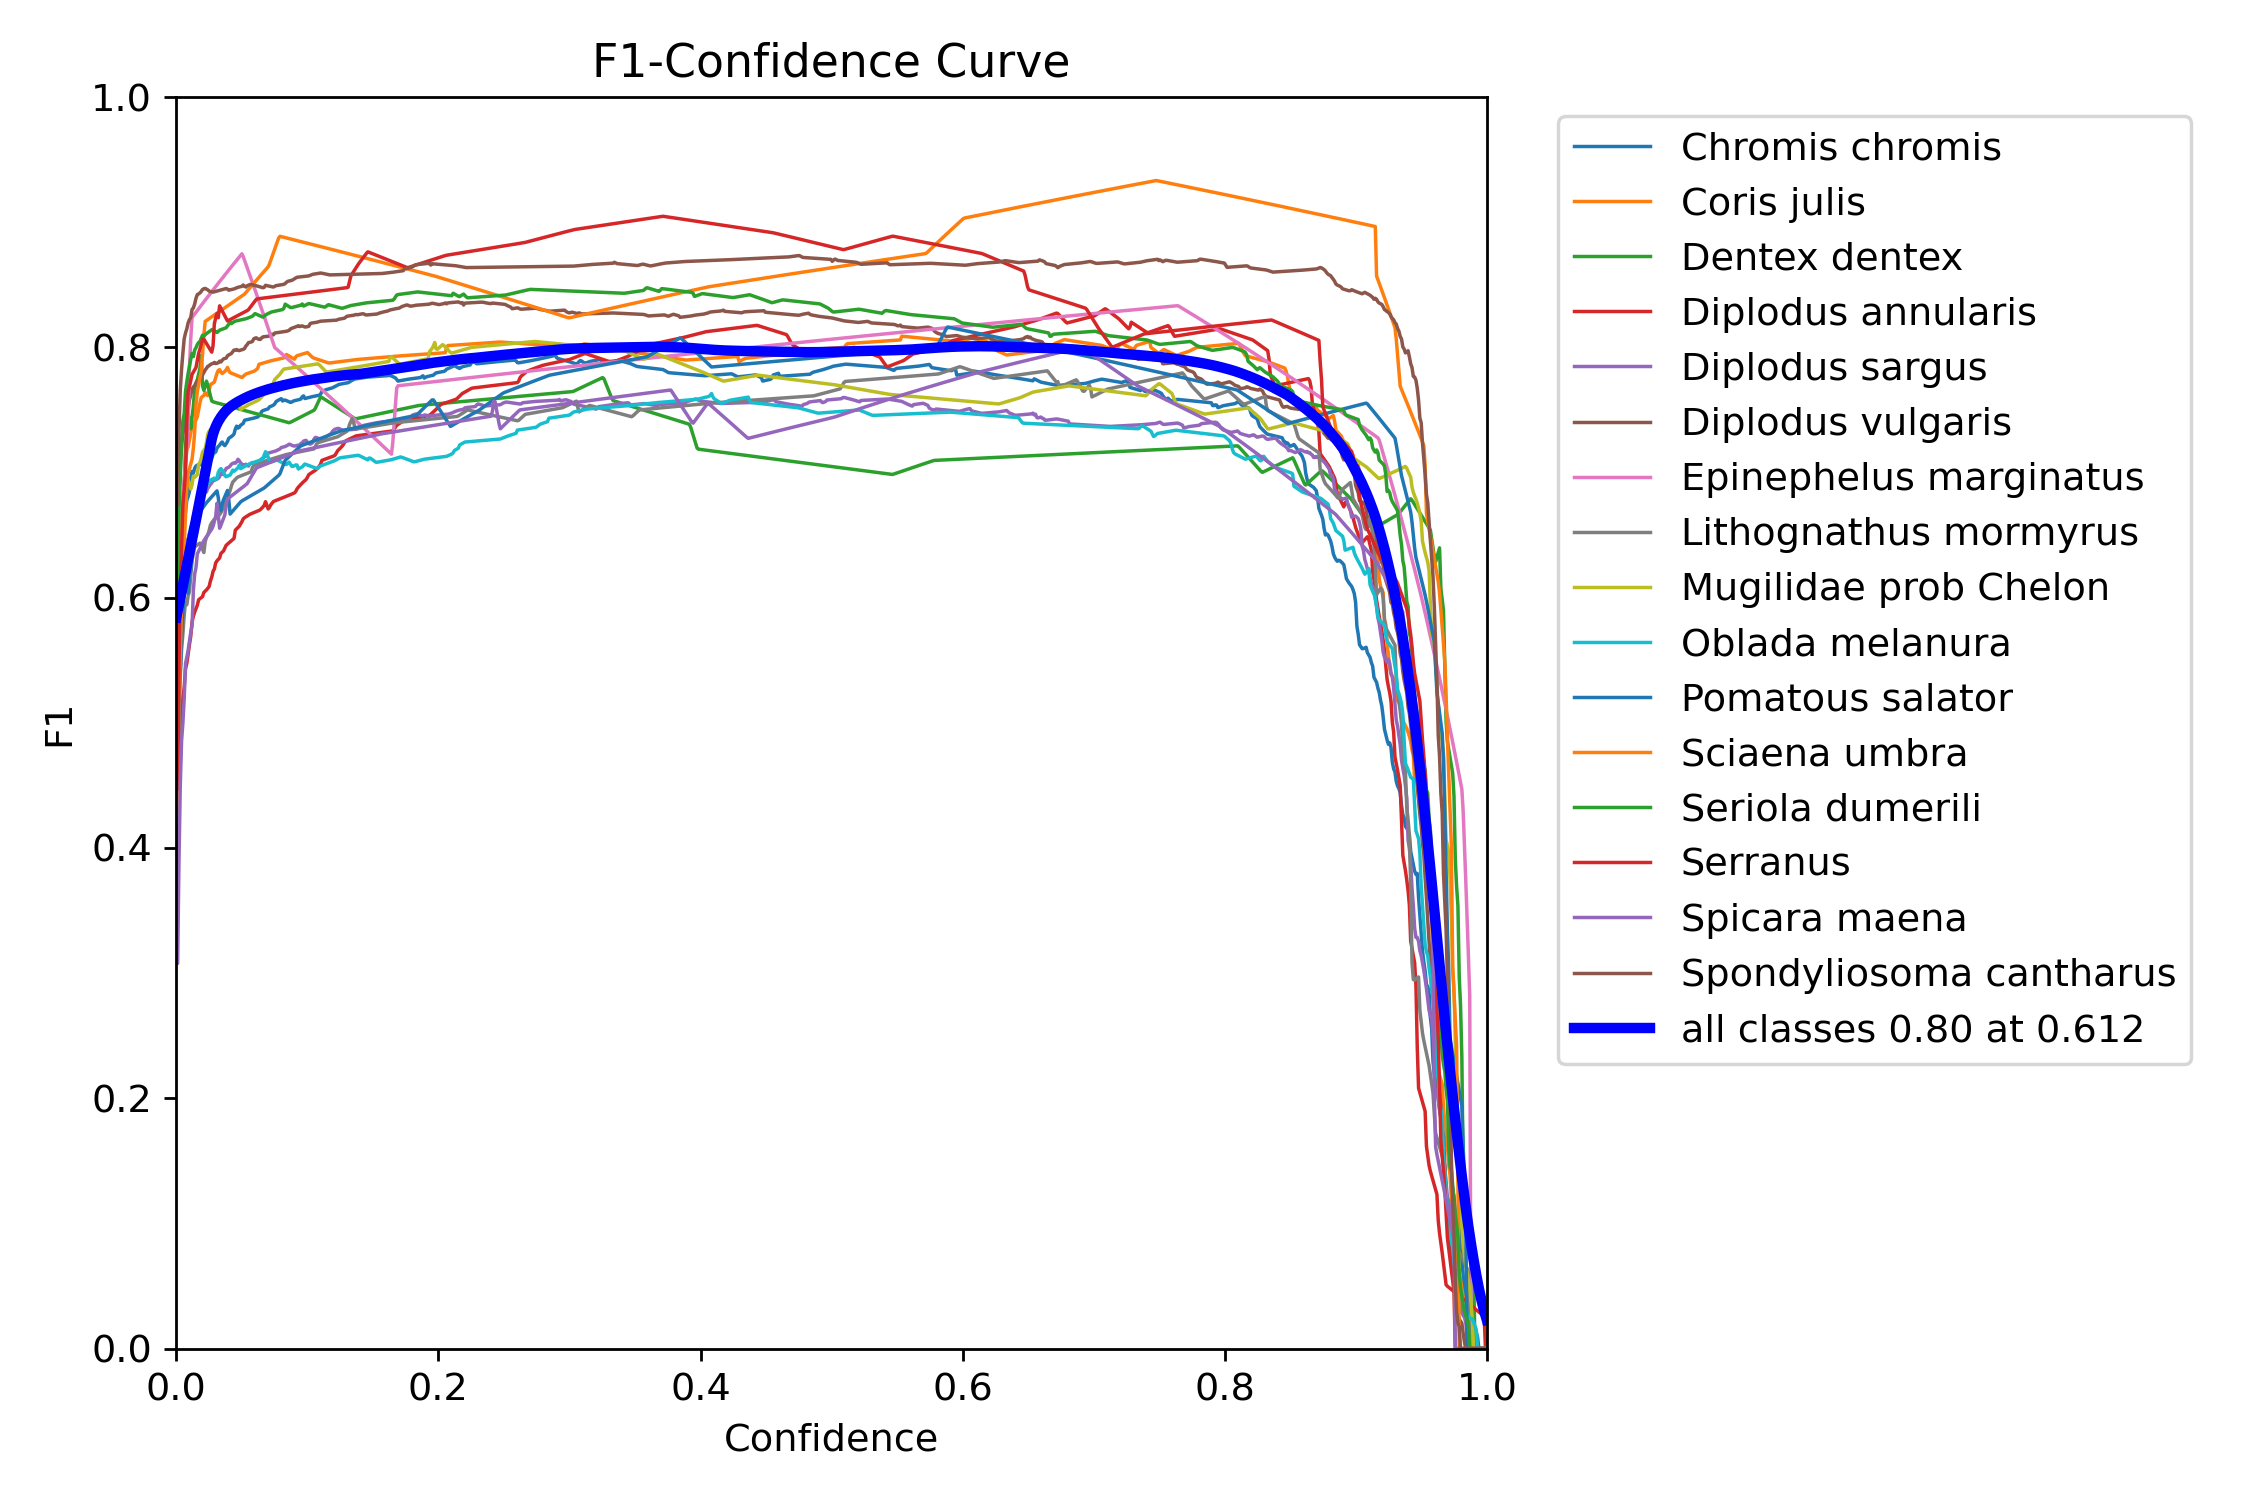 F1-Confidence Curve
1.0
0.8
0.6
0.4
0.2
0.0
F1
0.0 0.2 0.4 0.6 0.8 1.0
Confidence
Chromis chromis
Coris julis
Dentex dentex
Diplodus annularis
Diplodus sargus
Diplodus vulgaris
Epinephelus marginatus
Lithognathus mormyrus
Mugilidae prob Chelon
Oblada melanura
Pomatous salator
Sciaena umbra
Seriola dumerili
Serranus
Spicara maena
Spondyliosoma cantharus
all classes 0.80 at 0.612